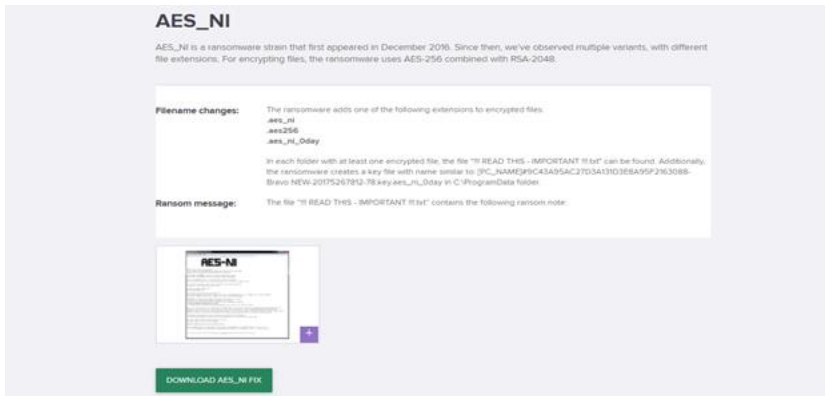 AES_NI
AES_NI is a ransomware strain that first appeared in December 2016. Since then, we've observed multiple variants, with different
file extensions. For encrypting files, the ransomware uses AES-256 combined with RSA-2048.
Filename changes:
The ransomware adds one of the following extensions to encrypted files:
.aes_ni
.aes256
.aes_ni_0day
In each folder with at least one encrypted file, the file "!!! READ THIS - IMPORTANT !!!.txt" can be found. Additionally,
the ransomware creates a key file with name similar to: [PC_NAME]#9C43A95AC27D3A131D3E8A95F2163088-
Bravo NEW-20175267812-78.key.aes_ni_0day in C:\ProgramData folder.
Ransom message:
The file "!!! READ THIS - IMPORTANT !!!.txt" contains the following ransom note:
AES-NI
+
DOWNLOAD AES_NI FIX